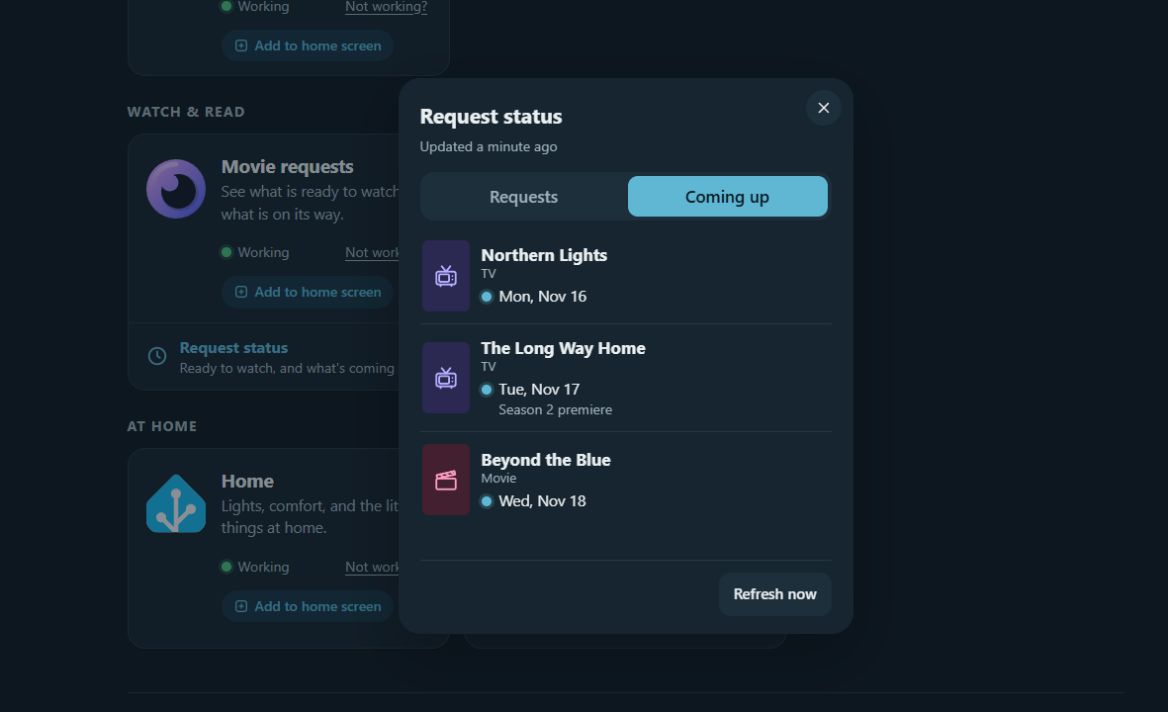 Working
Not working?
Add to home screen
WATCH & READ
Movie requests
See what is ready to watch
what is on its way.
Working
Not work
Add to home screen
Request status
Ready to watch, and what's coming
AT HOME
Home
Lights, comfort, and the lit
things at home.
Working
Not work
Add to home screen
Request status
Updated a minute ago
Requests
Coming up
Northern Lights
TV
Mon, Nov 16
The Long Way Home
TV
Tue, Nov 17
Season 2 premiere
Beyond the Blue
Movie
Wed, Nov 18
Refresh now